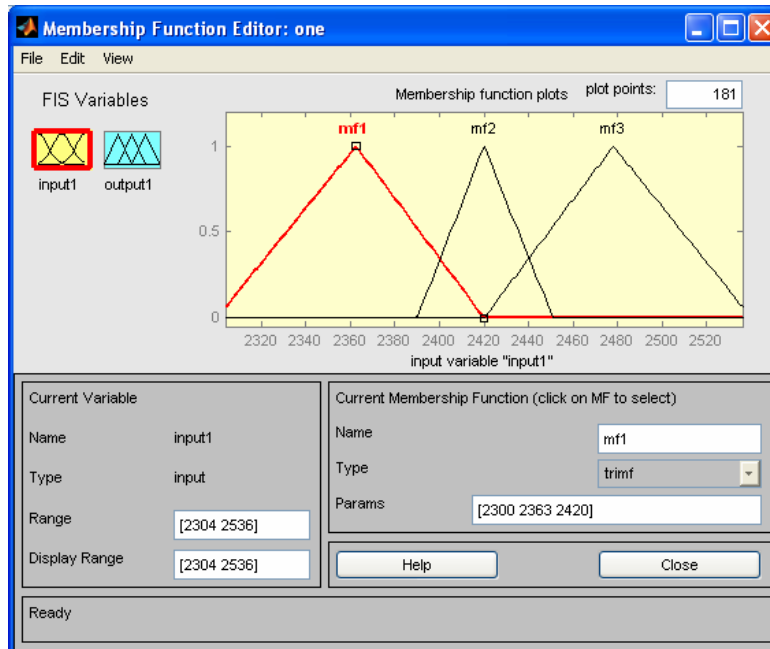 Membership Function Editor: one
File Edit View
FIS Variables
Membership function plots plot points: 181
mf1 mf2 mf3
input1 output1
1
0.5
0
2320 2340 2360 2380 2400 2420 2440 2460 2480 2500 2520
input variable "input1"
Current Variable
Name input1
Type input
Range [2304 2536]
Display Range [2304 2536]
Current Membership Function (click on MF to select)
Name mf1
Type trimf
Params [2300 2363 2420]
Help Close
Ready